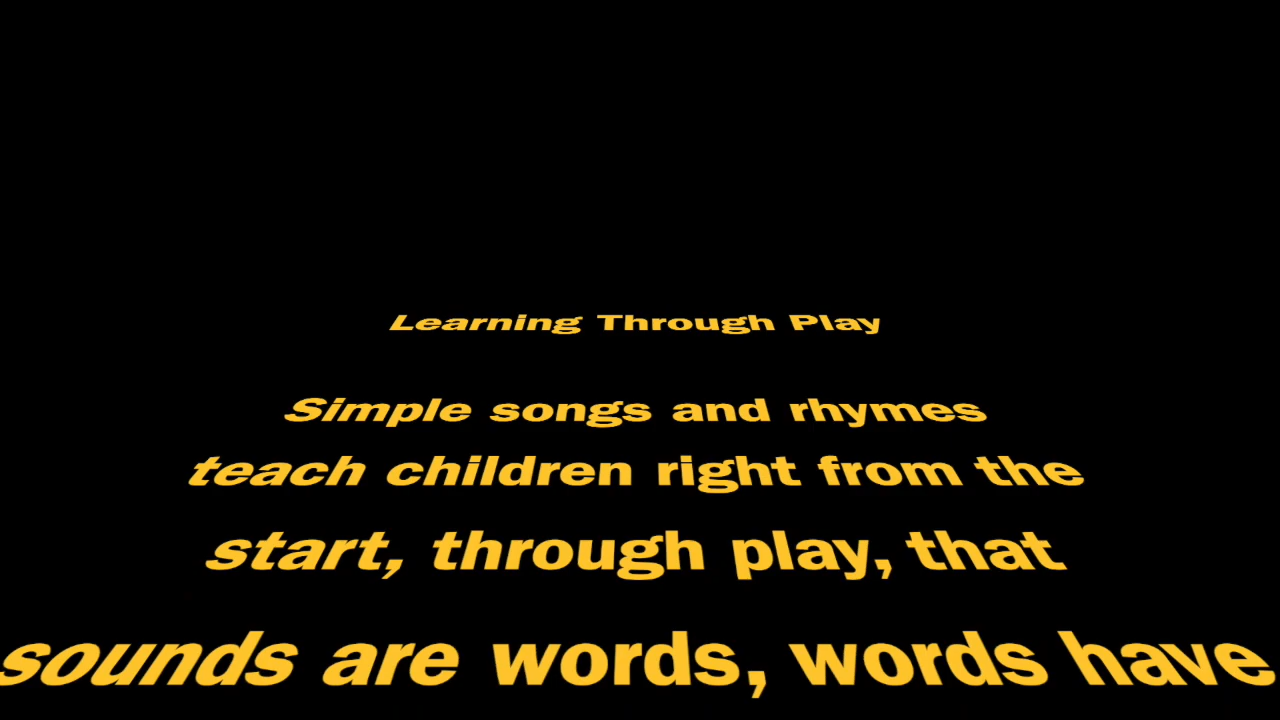 Learning Through Play
Simple songs and rhymes
teach children right from the
start, through play, that
sounds are words, words have